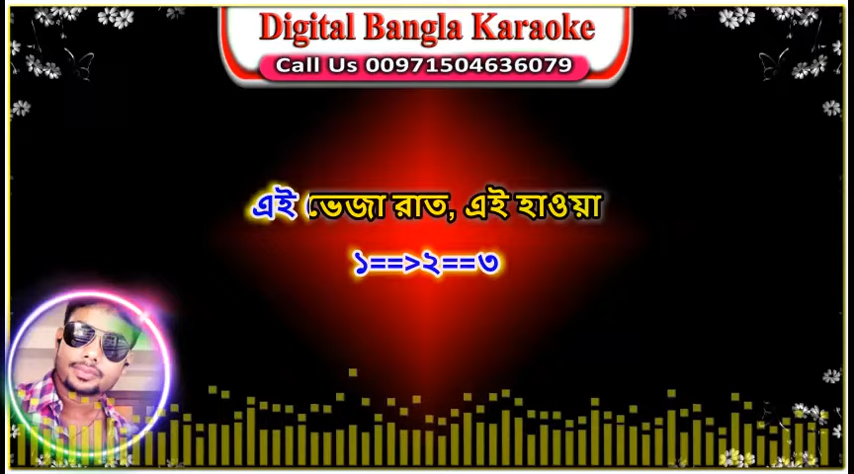 Digital Bangla Karaoke
Call Us 00971504636079
এই ভেজা রাত, এই হাওয়া
১==>২==৩